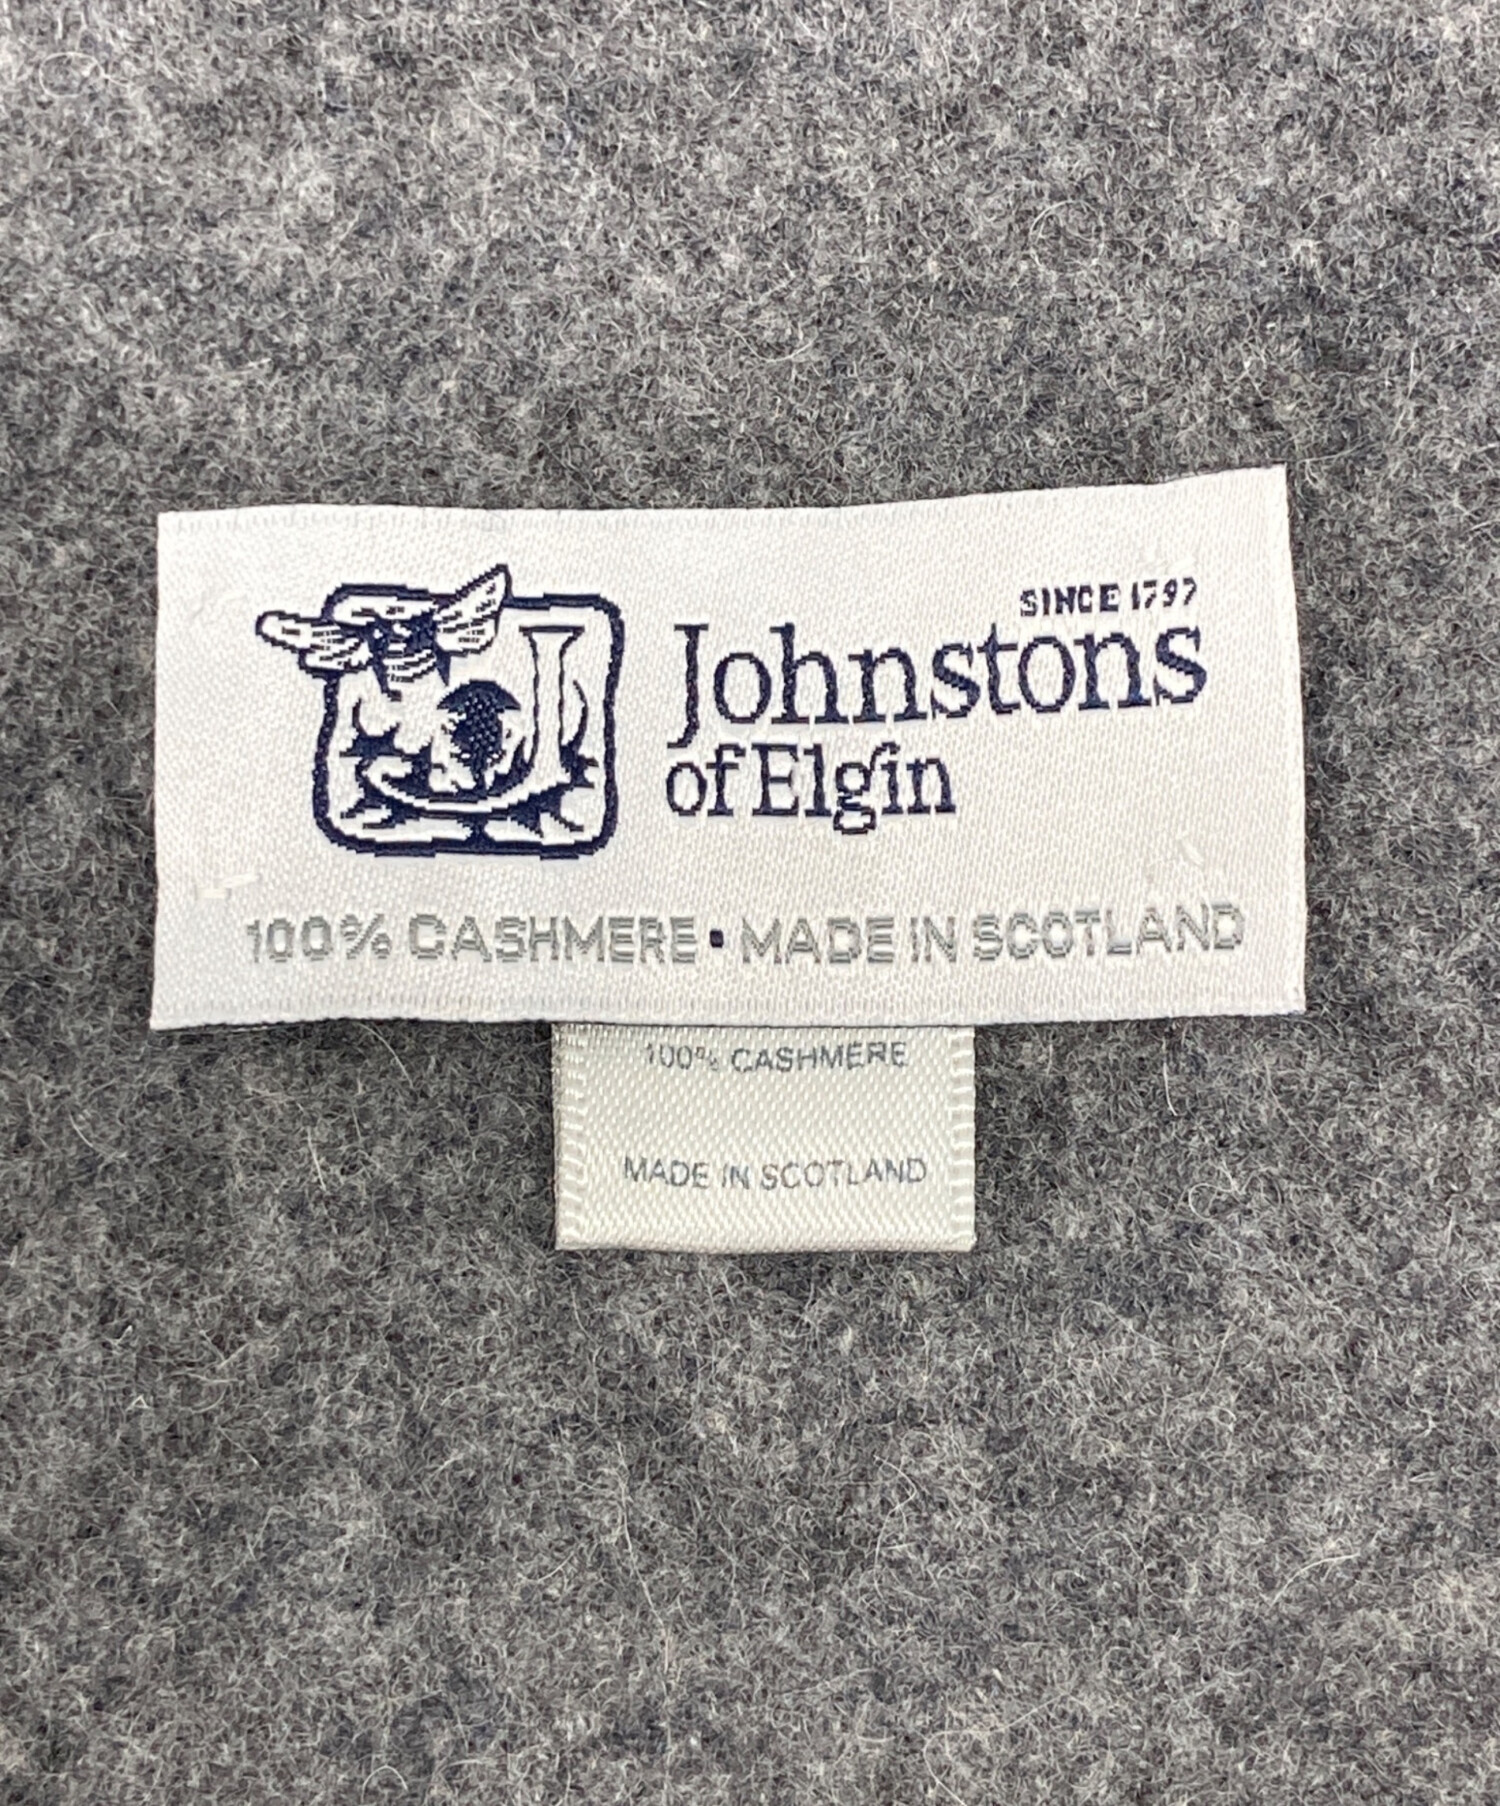 SINCE 1797
Johnstons
of Elgin
100% CASHMERE ▪ MADE IN SCOTLAND
100% CASHMERE
MADE IN SCOTLAND